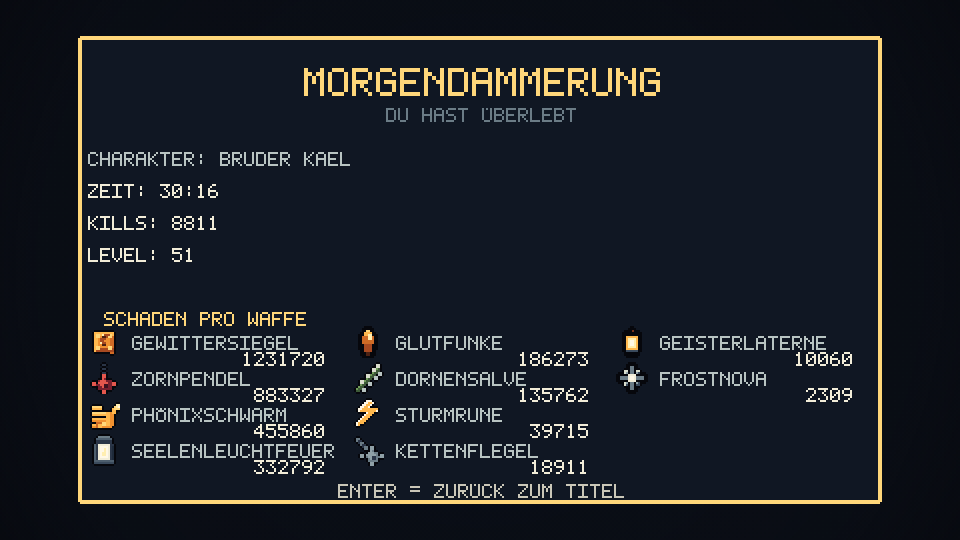 MORGENDAMMERUNG
DU HAST ÜBERLEBT
CHARAKTER: BRUDER KAEL
ZEIT: 30:16
KILLS: 8811
LEVEL: 51
SCHADEN PRO WAFFE
GEWITTERSIEGEL
1231720
ZORNPENDEL
883327
PHÖNIXSCHWARM
455860
SEELENLEUCHTFEUER
332792
GLUTFUNKE
186273
DORNENSALVE
135762
STURMRUNE
39715
KETTENFLEGEL
18911
GEISTERLATERNE
10060
FROSTNOVA
2309
ENTER = ZURÜCK ZUM TITEL